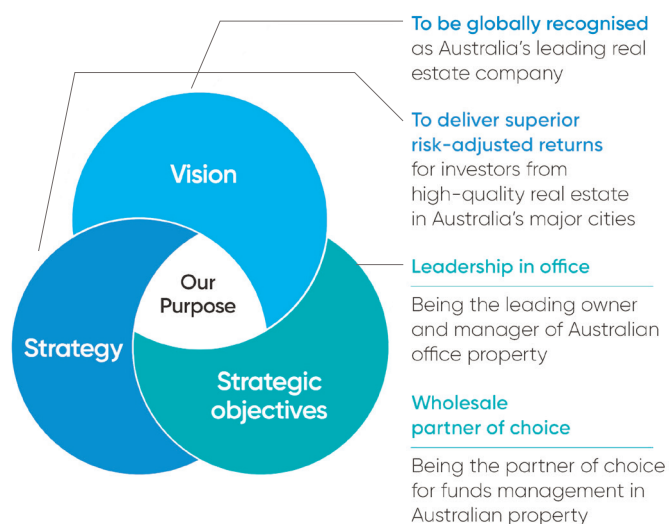 To be globally recognised
as Australia's leading real
estate company
To deliver superior
risk-adjusted returns
for investors from
high-quality real estate
in Australia's major cities
Vision
Our
Purpose
Strategy
Strategic
objectives
Leadership in office
Being the leading owner
and manager of Australian
office property
Wholesale
partner of choice
Being the partner of choice
for funds management in
Australian property